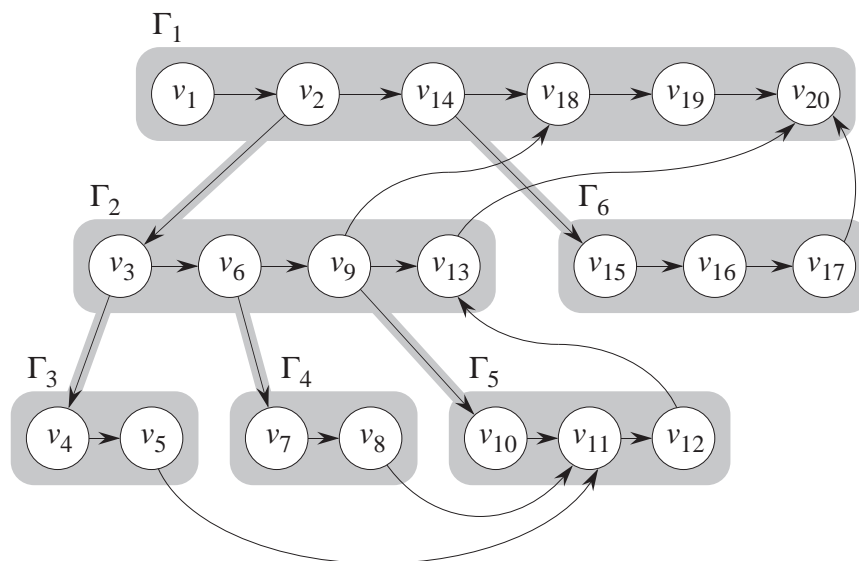 Γ₁
v₁ v₂ v₁₄ v₁₈ v₁₉ v₂₀
Γ₂ Γ₆
v₃ v₆ v₉ v₁₃ v₁₅ v₁₆ v₁₇
Γ₃ Γ₄ Γ₅
v₄ v₅ v₇ v₈ v₁₀ v₁₁ v₁₂